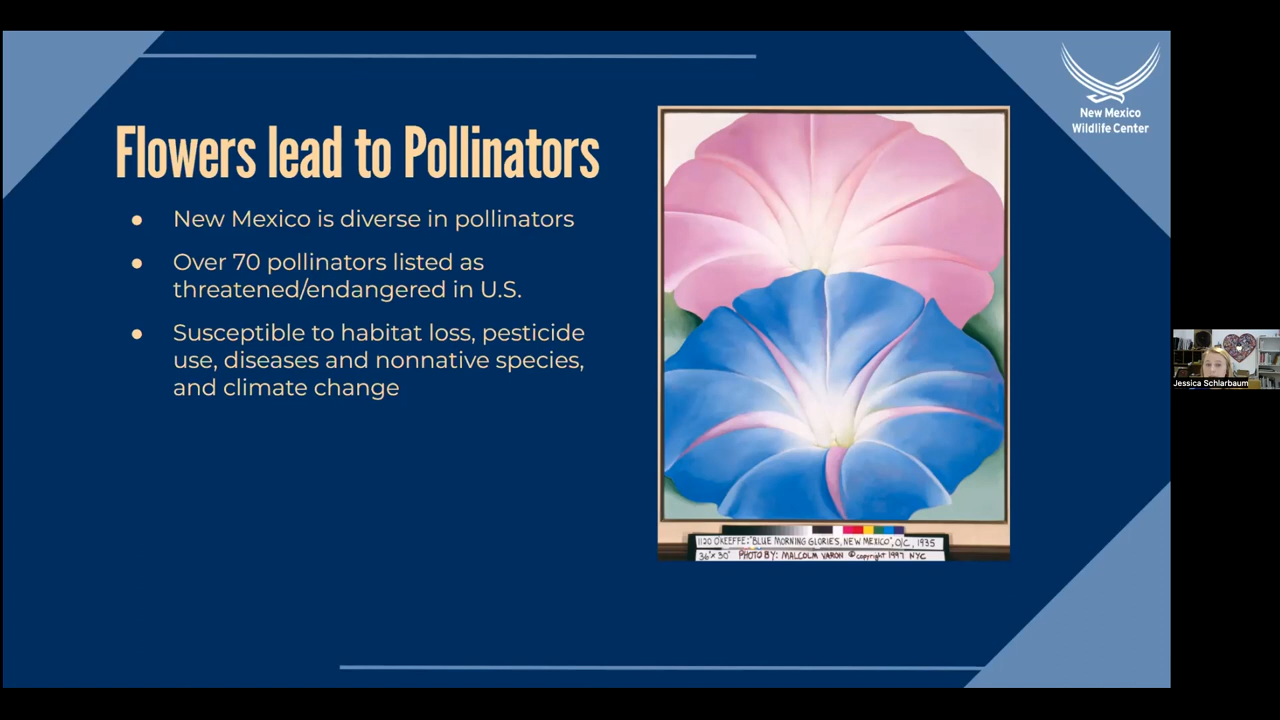 New Mexico
Wildlife Center
Flowers lead to Pollinators
● New Mexico is diverse in pollinators
● Over 70 pollinators listed as
threatened/endangered in U.S.
● Susceptible to habitat loss, pesticide
use, diseases and nonnative species,
and climate change
1120 O'KEEFFE: "BLUE MORNING GLORIES, NEW MEXICO", O/C, 1935
36"x 30" PHOTO BY: MALCOLM VARON © copyright 1997 NYC
Jessica Schlarbaum